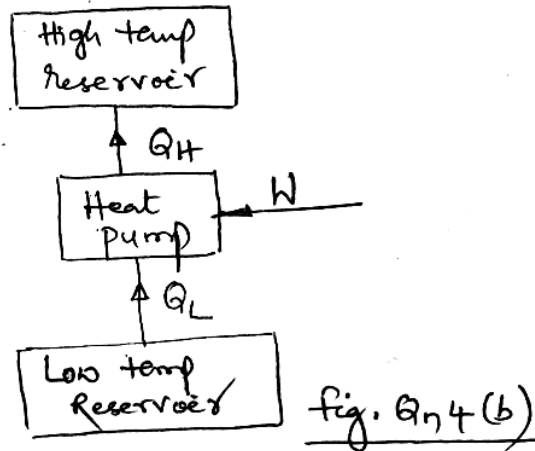 High temp
reservoir
QH
W
Heat
pump
QL
Low temp
Reservoir
fig. Qn 4 (b)